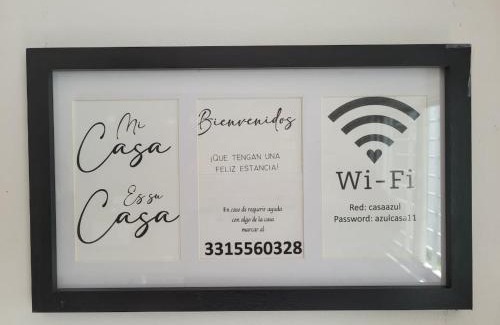 Mi
Casa
Es su
Casa
Bienvenidos
¡QUE TENGAN UNA
FELIZ ESTANCIA!
En caso de requerir ayuda
con algo de la casa
marcar al
3315560328
Wi-Fi
Red: casaazul
Password: azulcasa11